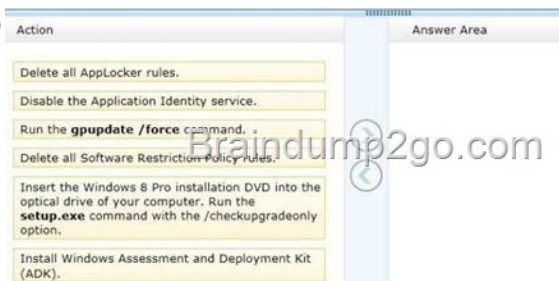 Action
Answer Area
Delete all AppLocker rules.
Disable the Application Identity service.
Run the gpupdate /force command.
Braindump2go.com
Delete all Software Restriction Policy rules.
Insert the Windows 8 Pro installation DVD into the
optical drive of your computer. Run the
setup.exe command with the /checkupgradeonly
option.
Install Windows Assessment and Deployment Kit
(ADK).